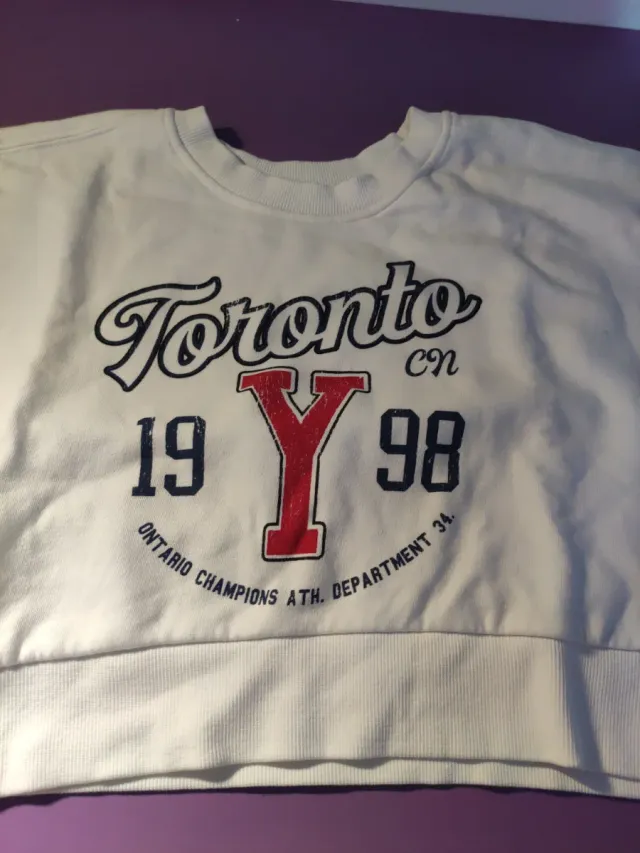 Toronto
CN
19 Y 98
ONTARIO CHAMPIONS ATH. DEPARTMENT 34.